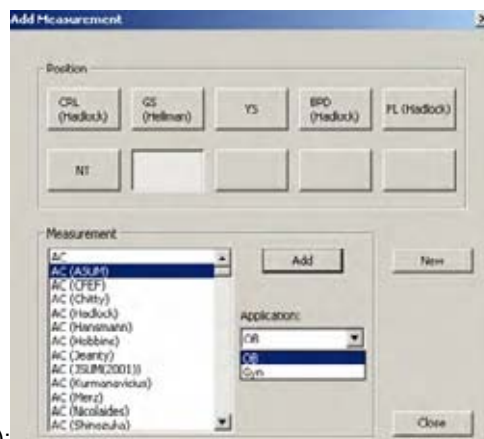 Add Measurement
Position
CRL
(Hadlock)
GS
(Hellman)
YS
BPD
(Hadlock)
FL (Hadlock)
NT
Measurement
AC
AC (ASUM)
AC (CFEF)
AC (Chitty)
AC (Hadlock)
AC (Hansmann)
AC (Hobbins)
AC (Jeanty)
AC (JSUM(2001))
AC (Kurmanavicius)
AC (Merz)
AC (Nicolaides)
AC (Shinozuka)
Add
New
Application:
OB
OB
Gyn
Close
):